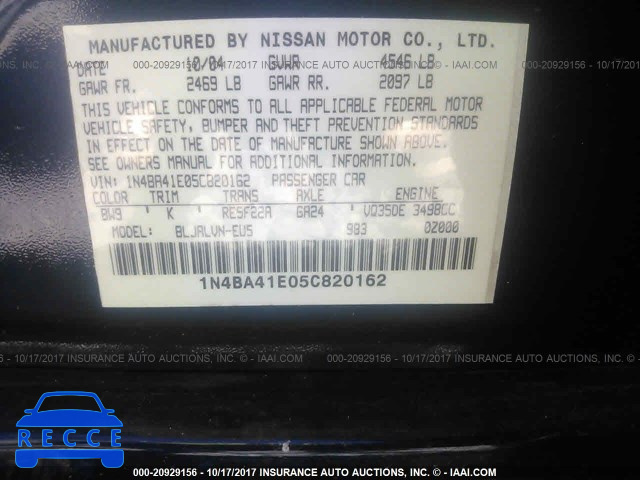 MANUFACTURED BY NISSAN MOTOR CO., LTD.
DATE 10/04 GVWR 4546 LB
GAWR FR. 2469 LB GAWR RR. 2097 LB
THIS VEHICLE CONFORMS TO ALL APPLICABLE FEDERAL MOTOR
VEHICLE SAFETY, BUMPER AND THEFT PREVENTION STANDARDS
IN EFFECT ON THE DATE OF MANUFACTURE SHOWN ABOVE.
SEE OWNERS MANUAL FOR ADDITIONAL INFORMATION.
VIN: 1N4BA41E05C820162 PASSENGER CAR
COLOR TRIM TRANS AXLE ENGINE
BW9 ' K RE5F22A GA24 VQ35DE 3498CC
MODEL: BLJALVN-EU5 983 0Z000
1N4BA41E05C820162
000-20929156 - 10/17/2017 INSURANCE AUTO AUCTIONS, INC. - © IAAI.COM
RECCE